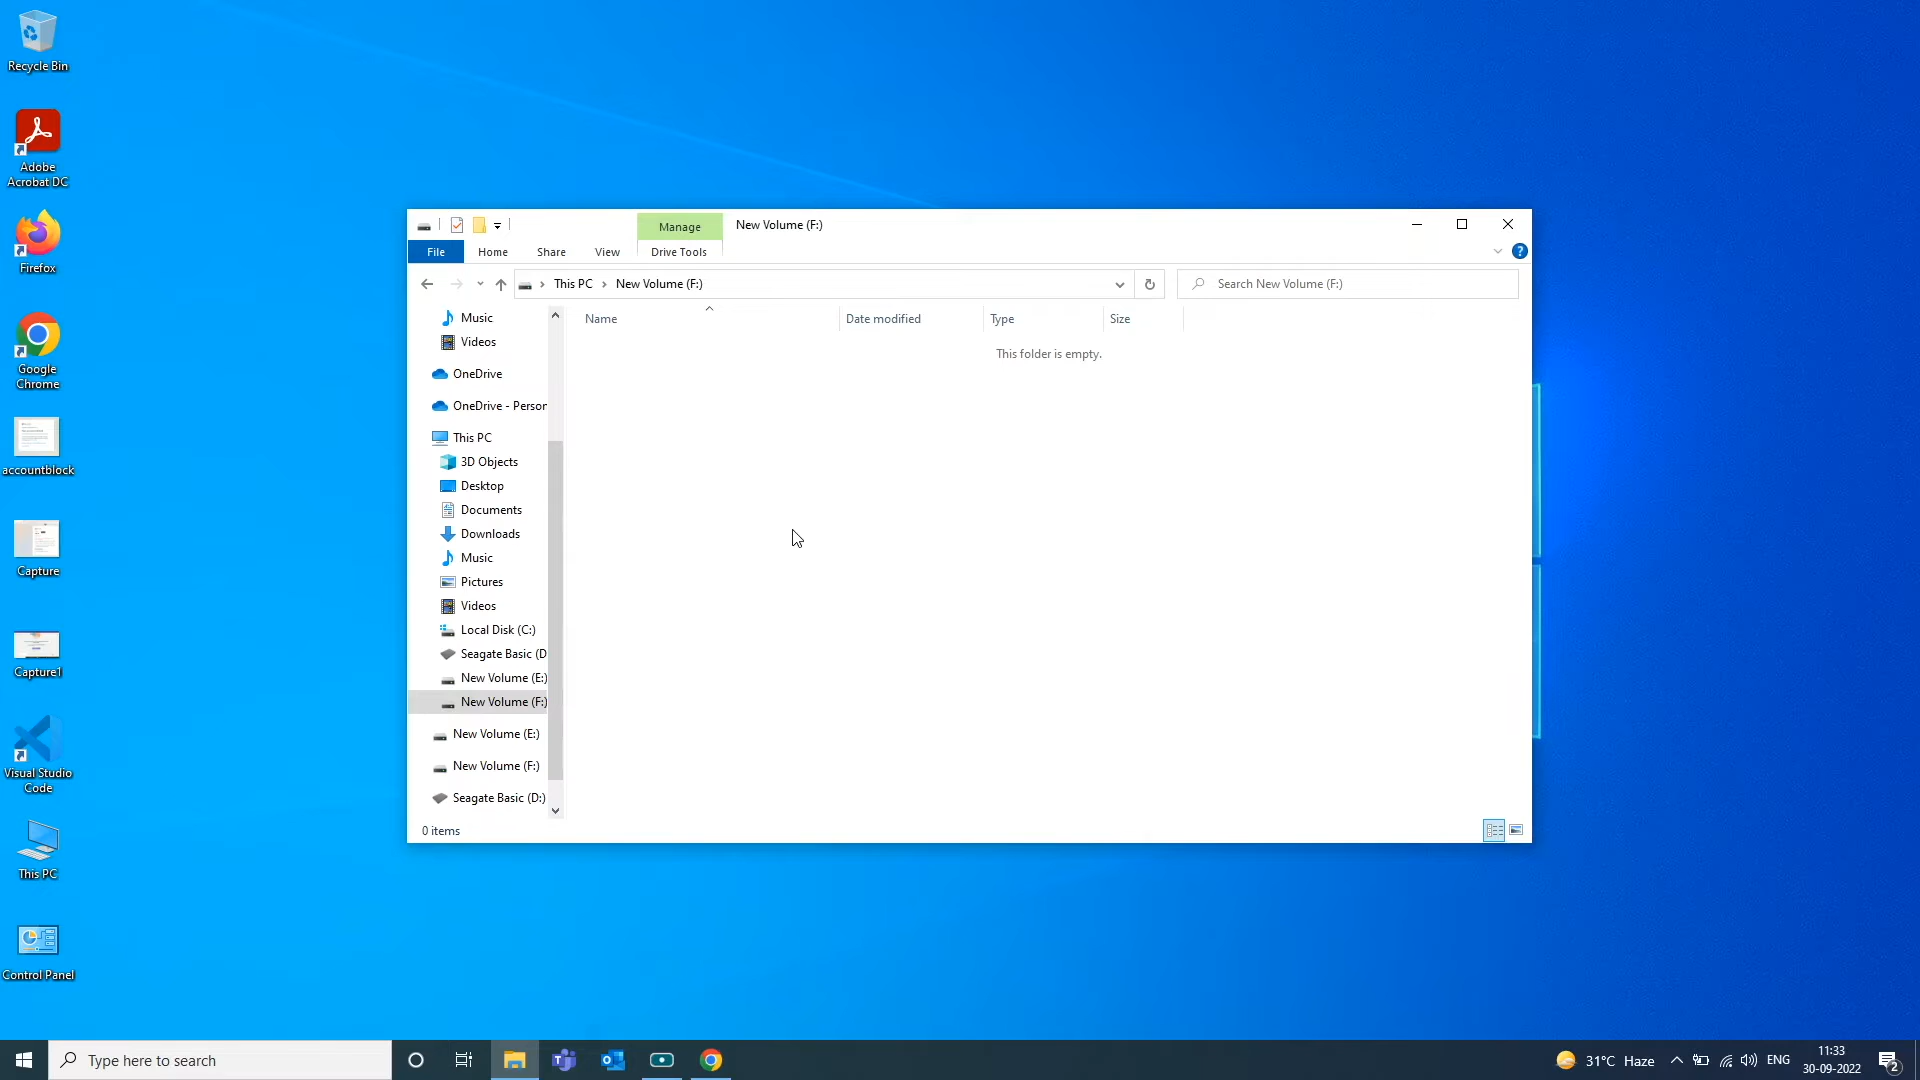 Recycle Bin
Adobe
Acrobat DC
Firefox
Google
Chrome
accountblock
Capture
Capture1
Visual Studio
Code
This PC
Control Panel
Manage
New Volume (F:)
File
Home
Share
View
Drive Tools
This PC
New Volume (F:)
Search New Volume (F:)
Music
Videos
OneDrive
OneDrive - Person
This PC
3D Objects
Desktop
Documents
Downloads
Music
Pictures
Videos
Local Disk (C:)
Seagate Basic (D
New Volume (E:)
New Volume (F:)
New Volume (E:)
New Volume (F:)
Seagate Basic (D:)
Name
Date modified
Type
Size
This folder is empty.
0 items
Type here to search
31°C Haze
ENG
11:33
30-09-2022
2